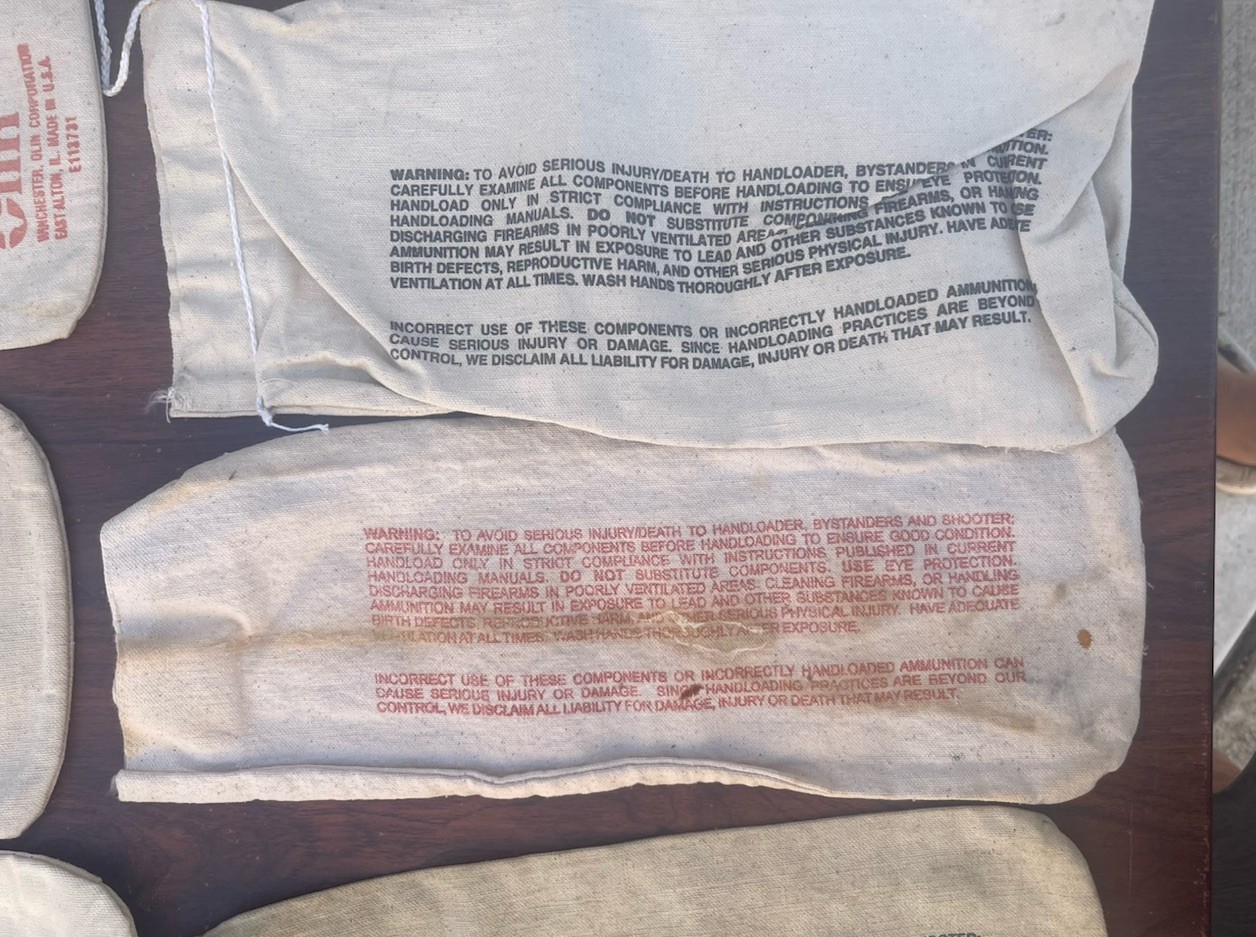 WINCHESTER, OLIN CORPORATION
EAST ALTON, IL. MADE IN U.S.A.
E113731
WARNING: TO AVOID SERIOUS INJURY/DEATH TO HANDLOADER, BYSTANDERS
CAREFULLY EXAMINE ALL COMPONENTS BEFORE HANDLOADING TO
HANDLOAD ONLY IN STRICT COMPLIANCE WITH INSTRUCTIONS IN CURRENT
HANDLOADING MANUALS. DO NOT SUBSTITUTE EYE PROTECTION.
DISCHARGING FIREARMS IN POORLY VENTILATED FIREARMS, OR
AMMUNITION MAY RESULT IN EXPOSURE TO LEAD AND OTHER SUBSTANCES KNOWN TO
BIRTH DEFECTS, REPRODUCTIVE HARM, AND OTHER SERIOUS PHYSICAL INJURY. HAVE
VENTILATION AT ALL TIMES. WASH HANDS THOROUGHLY AFTER EXPOSURE.
INCORRECT USE OF THESE COMPONENTS OR INCORRECTLY HANDLOADED AMMUNITION
CAUSE SERIOUS INJURY OR DAMAGE. SINCE HANDLOADING PRACTICES ARE BEYOND
CONTROL, WE DISCLAIM ALL LIABILITY FOR DAMAGE, INJURY OR DEATH THAT MAY RESULT.
WARNING: TO AVOID SERIOUS INJURY/DEATH TO HANDLOADER, BYSTANDERS AND SHOOTER:
CAREFULLY EXAMINE ALL COMPONENTS BEFORE HANDLOADING TO ENSURE GOOD CONDITION.
HANDLOAD ONLY IN STRICT COMPLIANCE WITH INSTRUCTIONS PUBLISHED IN CURRENT
HANDLOADING MANUALS. DO NOT SUBSTITUTE COMPONENTS. USE EYE PROTECTION.
DISCHARGING FIREARMS IN POORLY VENTILATED AREAS, CLEANING FIREARMS, OR HANDLING
AMMUNITION MAY RESULT IN EXPOSURE TO LEAD AND OTHER SUBSTANCES KNOWN TO CAUSE
BIRTH DEFECTS, REPRODUCTIVE HARM, AND OTHER SERIOUS PHYSICAL INJURY. HAVE ADEQUATE
VENTILATION AT ALL TIMES. WASH HANDS THOROUGHLY AFTER EXPOSURE.
INCORRECT USE OF THESE COMPONENTS OR INCORRECTLY HANDLOADED AMMUNITION CAN
CAUSE SERIOUS INJURY OR DAMAGE. SINCE HANDLOADING PRACTICES ARE BEYOND OUR
CONTROL, WE DISCLAIM ALL LIABILITY FOR DAMAGE, INJURY OR DEATH THAT MAY RESULT.